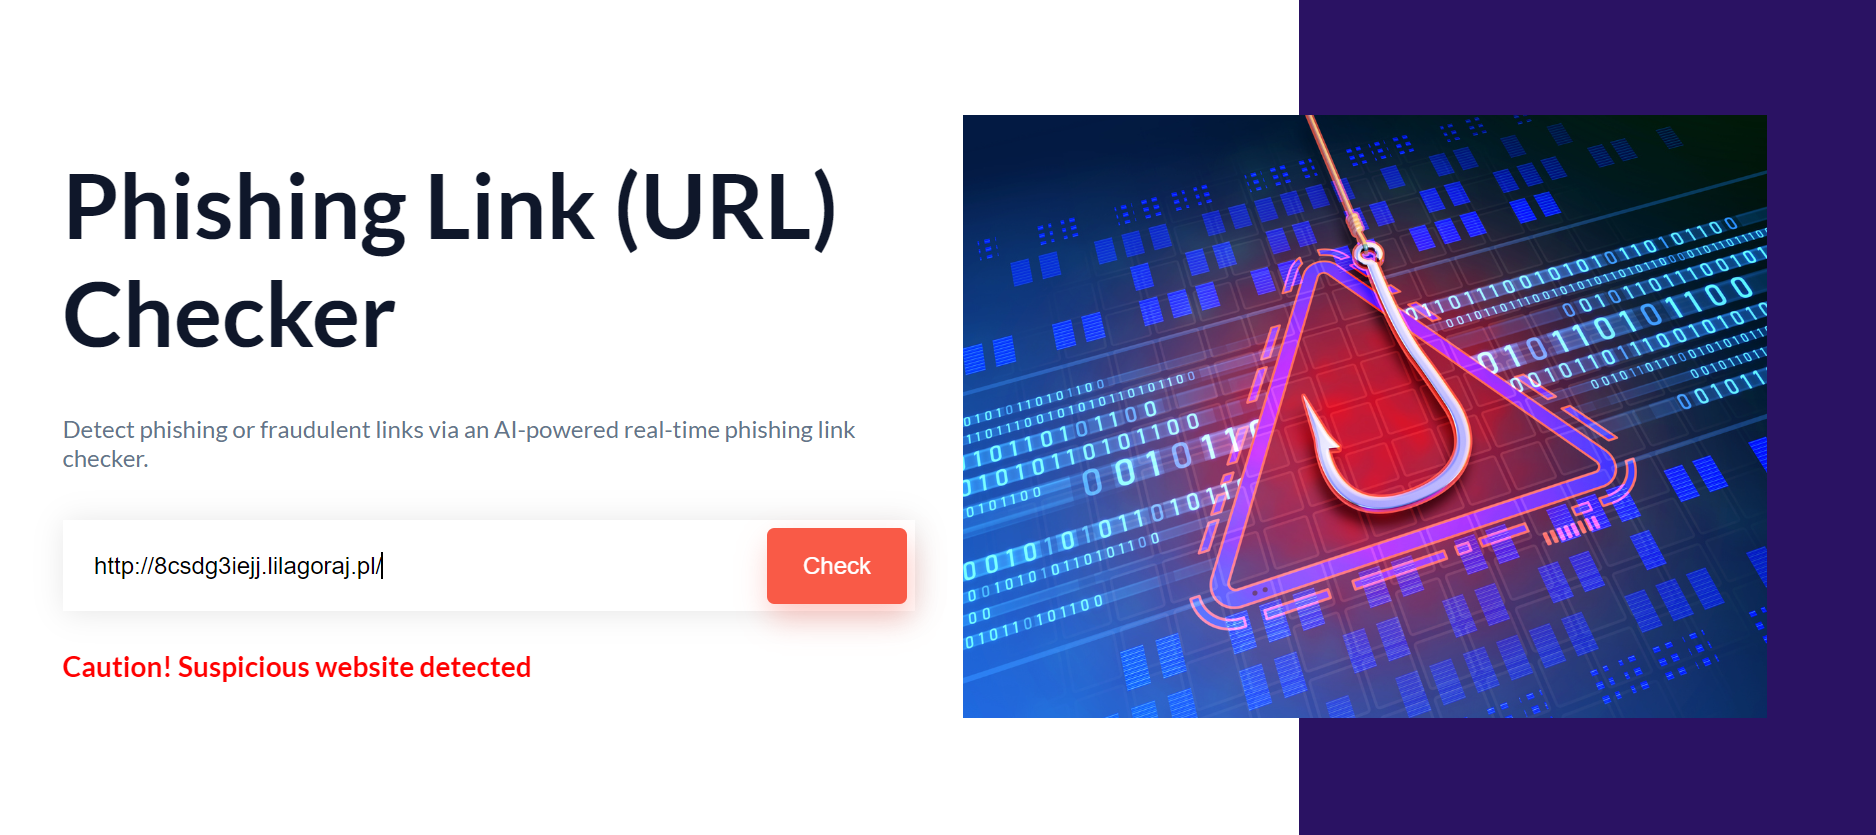 Phishing Link (URL)
Checker
Detect phishing or fraudulent links via an AI-powered real-time phishing link
checker.
http://8csdg3iejj.lilagoraj.pl/
Check
Caution! Suspicious website detected